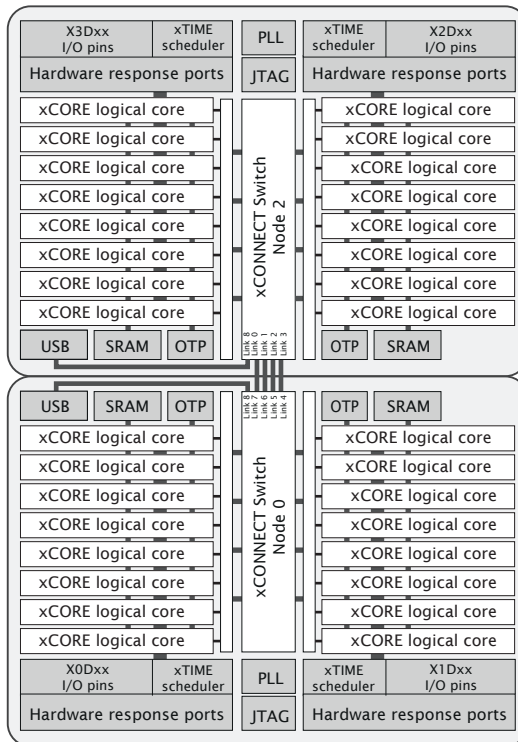 X3Dxx
I/O pins
xTIME
scheduler
PLL
xTIME
scheduler
X2Dxx
I/O pins
Hardware response ports
JTAG
Hardware response ports
xCORE logical core
xCORE logical core
xCORE logical core
xCORE logical core
xCORE logical core
xCORE logical core
xCORE logical core
xCORE logical core
xCONNECT Switch
Node 2
xCORE logical core
xCORE logical core
xCORE logical core
xCORE logical core
xCORE logical core
xCORE logical core
xCORE logical core
xCORE logical core
USB
SRAM
OTP
Link 8
Link 0
Link 1
Link 2
Link 3
OTP
SRAM
USB
SRAM
OTP
Link 8
Link 7
Link 6
Link 5
Link 4
OTP
SRAM
xCORE logical core
xCORE logical core
xCORE logical core
xCORE logical core
xCORE logical core
xCORE logical core
xCORE logical core
xCORE logical core
xCONNECT Switch
Node 0
xCORE logical core
xCORE logical core
xCORE logical core
xCORE logical core
xCORE logical core
xCORE logical core
xCORE logical core
xCORE logical core
X0Dxx
I/O pins
xTIME
scheduler
PLL
xTIME
scheduler
X1Dxx
I/O pins
Hardware response ports
JTAG
Hardware response ports